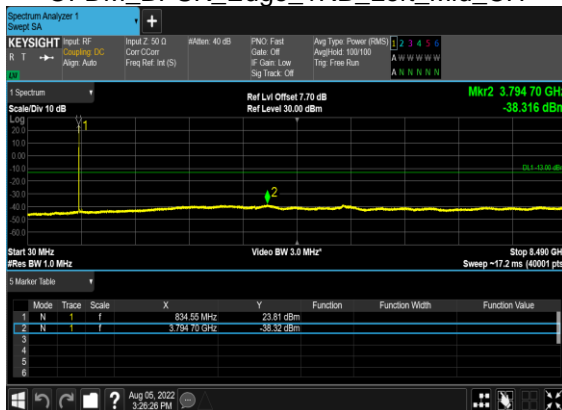 Spectrum Analyzer 1
Swept SA
KEYSIGHT Input: RF Input Z: 50 Ω #Atten: 40 dB PNO: Fast Avg Type: Power (RMS) 1 2 3 4 5 6
R T Coupling: DC Corr CCorr Gate: Off Avg|Hold: 100/100 A W W W W W
Align: Auto Freq Ref: Int (S) IF Gain: Low Trig: Free Run A N N N N N
Sig Track: Off
1 Spectrum Ref Lvl Offset 7.70 dB Mkr2 3.794 70 GHz
Scale/Div 10 dB Ref Level 30.00 dBm -38.316 dBm
Log
20.0 1
10.0
0.00
-10.0 DL1 -13.00 dBm
-20.0
-30.0 2
-40.0
-50.0
-60.0
Start 30 MHz Video BW 3.0 MHz* Stop 8.490 GHz
#Res BW 1.0 MHz Sweep ~17.2 ms (40001 pts)
5 Marker Table
Mode Trace Scale X Y Function Function Width Function Value
1 N 1 f 834.55 MHz 23.81 dBm
2 N 1 f 3.794 70 GHz -38.32 dBm
3
4
5
6
Aug 05, 2022
3:26:26 PM